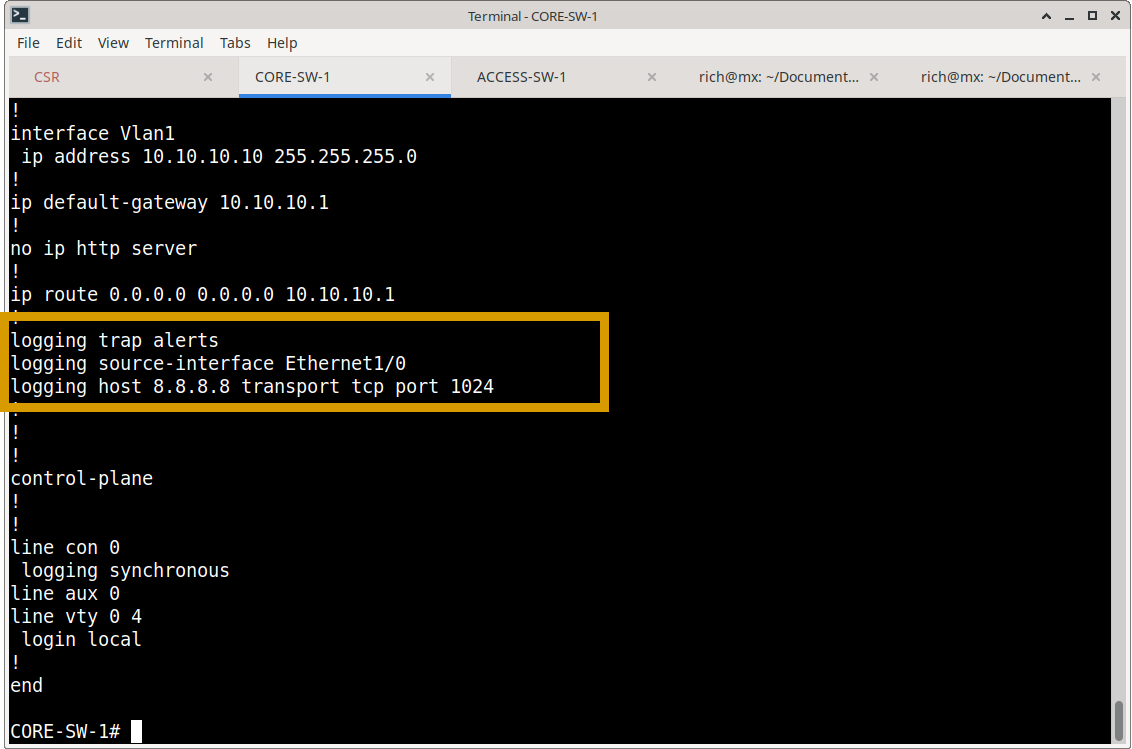 Terminal - CORE-SW-1
File Edit View Terminal Tabs Help
CSR CORE-SW-1 ACCESS-SW-1 rich@mx: ~/Document... rich@mx: ~/Document...
!
interface Vlan1
 ip address 10.10.10.10 255.255.255.0
!
ip default-gateway 10.10.10.1
!
no ip http server
!
ip route 0.0.0.0 0.0.0.0 10.10.10.1
!
logging trap alerts
logging source-interface Ethernet1/0
logging host 8.8.8.8 transport tcp port 1024
!
!
!
control-plane
!
!
line con 0
 logging synchronous
line aux 0
line vty 0 4
 login local
!
end
CORE-SW-1#